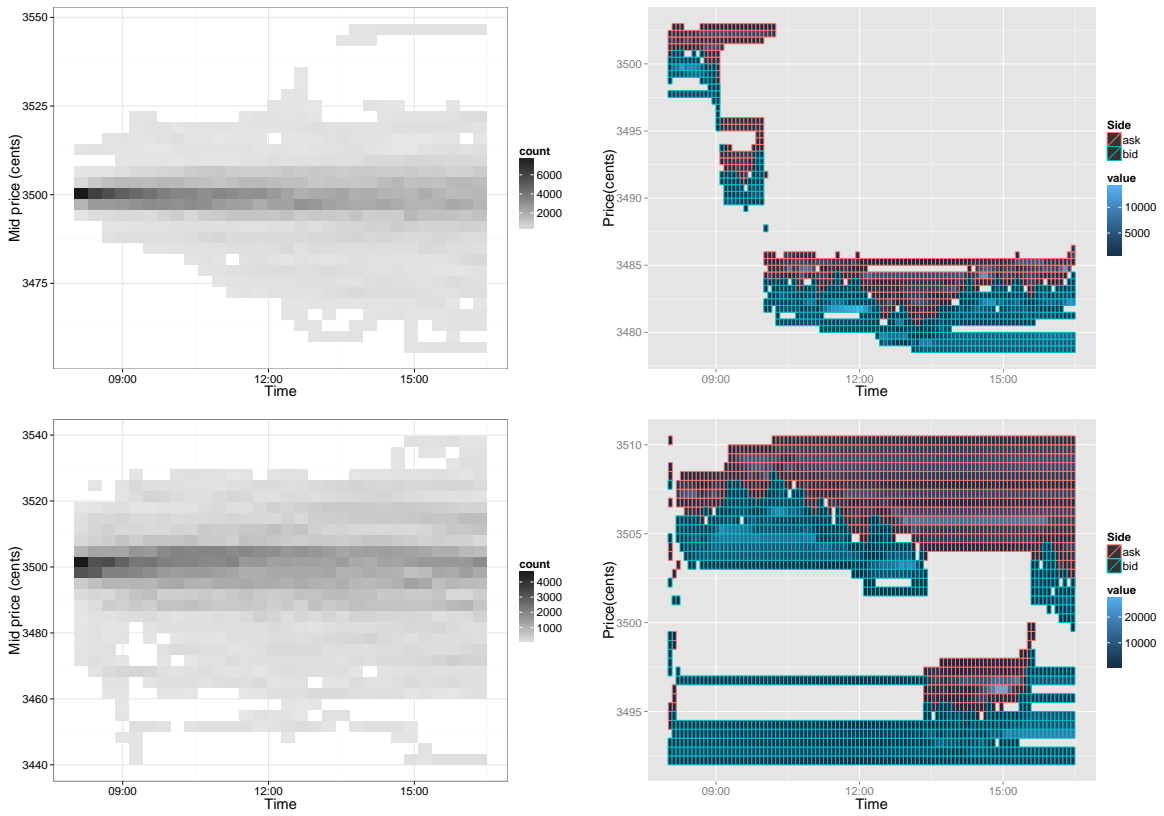 Mid price (cents)
3550
3525
3500
3475
09:00
12:00
15:00
Time
count
6000
4000
2000
Price(cents)
3500
3495
3490
3485
3480
09:00
12:00
15:00
Time
Side
ask
bid
value
10000
5000
Mid price (cents)
3540
3520
3500
3480
3460
3440
09:00
12:00
15:00
Time
count
4000
3000
2000
1000
Price(cents)
3510
3505
3500
3495
09:00
12:00
15:00
Time
Side
ask
bid
value
20000
10000